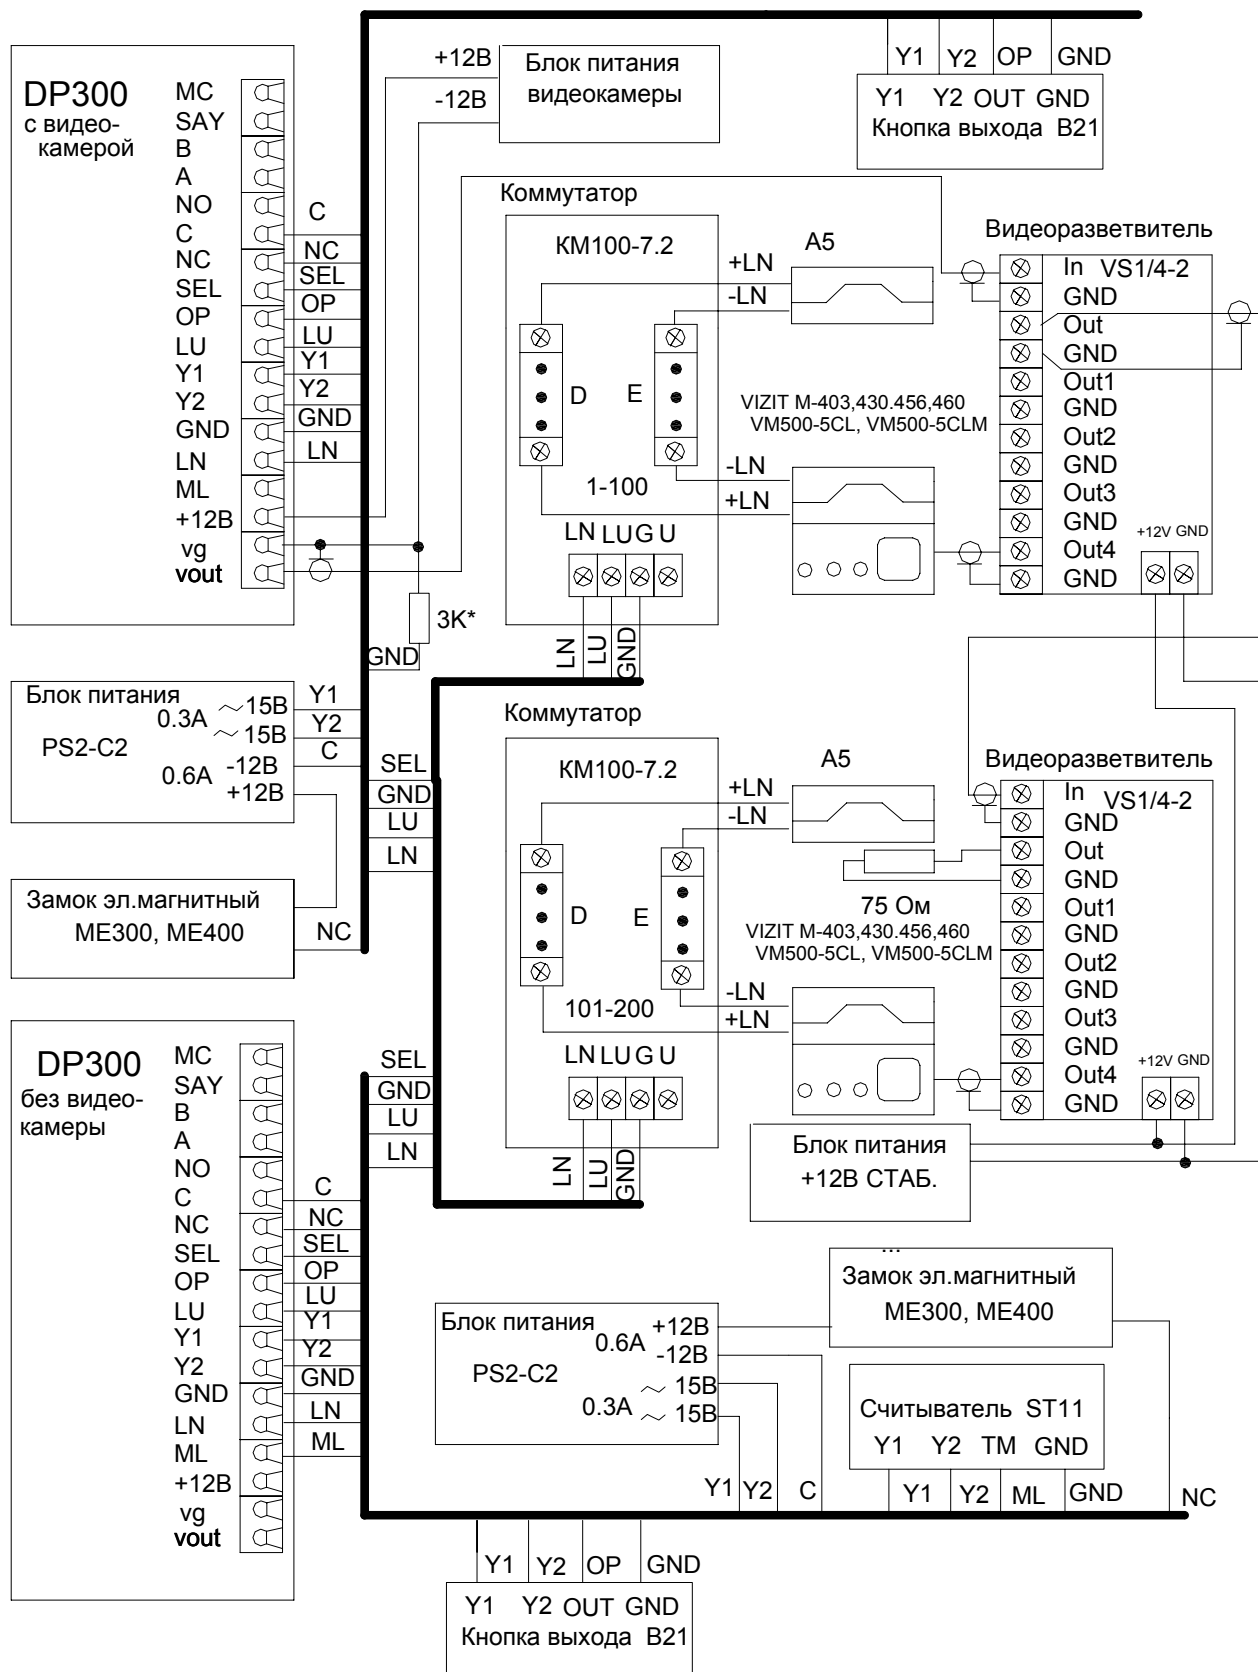 DP300
с видео-
камерой
MC
SAY
B
A
NO
C
NC
SEL
OP
LU
Y1
Y2
GND
LN
ML
+12В
vg
vout
C
NC
SEL
OP
LU
Y1
Y2
GND
LN
+12В
-12В
Блок питания
видеокамеры
Y1 Y2 OP GND
Y1 Y2 OUT GND
Кнопка выхода B21
3K*
GND
Коммутатор
КМ100-7.2
D E
1-100
LN LU G U
LN LU GND
+LN
-LN
A5
VIZIT M-403,430.456,460
VM500-5CL, VM500-5CLM
-LN
+LN
Видеоразветвитель
VS1/4-2
In
GND
Out
GND
Out1
GND
Out2
GND
Out3
GND
Out4
GND
+12V GND
Блок питания
0.3A ~15В
~15В
PS2-C2
0.6A -12В
+12В
Y1
Y2
C
Замок эл.магнитный
ME300, ME400
NC
SEL
GND
LU
LN
Коммутатор
КМ100-7.2
D E
101-200
LN LU G U
LN LU GND
+LN
-LN
A5
75 Ом
VIZIT M-403,430.456,460
VM500-5CL, VM500-5CLM
-LN
+LN
Видеоразветвитель
VS1/4-2
In
GND
Out
GND
Out1
GND
Out2
GND
Out3
GND
Out4
GND
+12V GND
Блок питания
+12В СТАБ.
DP300
без видео-
камеры
MC
SAY
B
A
NO
C
NC
SEL
OP
LU
Y1
Y2
GND
LN
ML
+12В
vg
vout
C
NC
SEL
OP
LU
Y1
Y2
GND
LN
ML
SEL
GND
LU
LN
Блок питания
0.6A +12В
-12В
PS2-C2
~ 15В
0.3A ~ 15В
Y1 Y2 C
...
Замок эл.магнитный
ME300, ME400
Считыватель ST11
Y1 Y2 TM GND
Y1 Y2 ML GND
NC
Y1 Y2 OP GND
Y1 Y2 OUT GND
Кнопка выхода B21